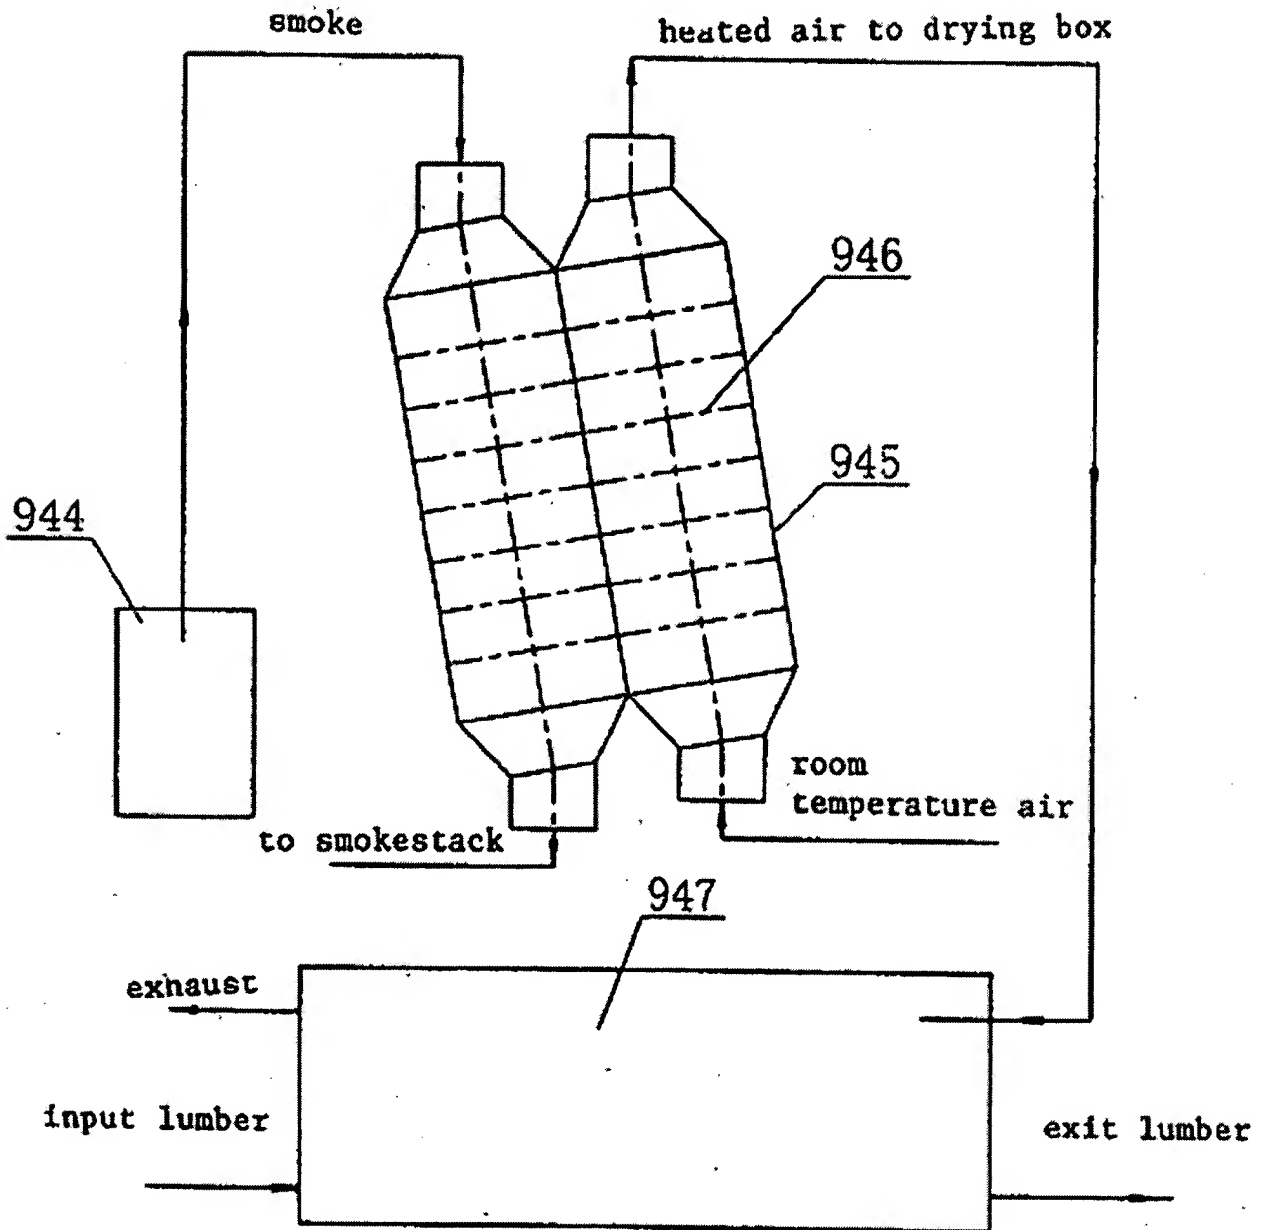 smoke
heated air to drying box
946
945
944
room
temperature air
to smokestack
947
exhaust
input lumber
exit lumber